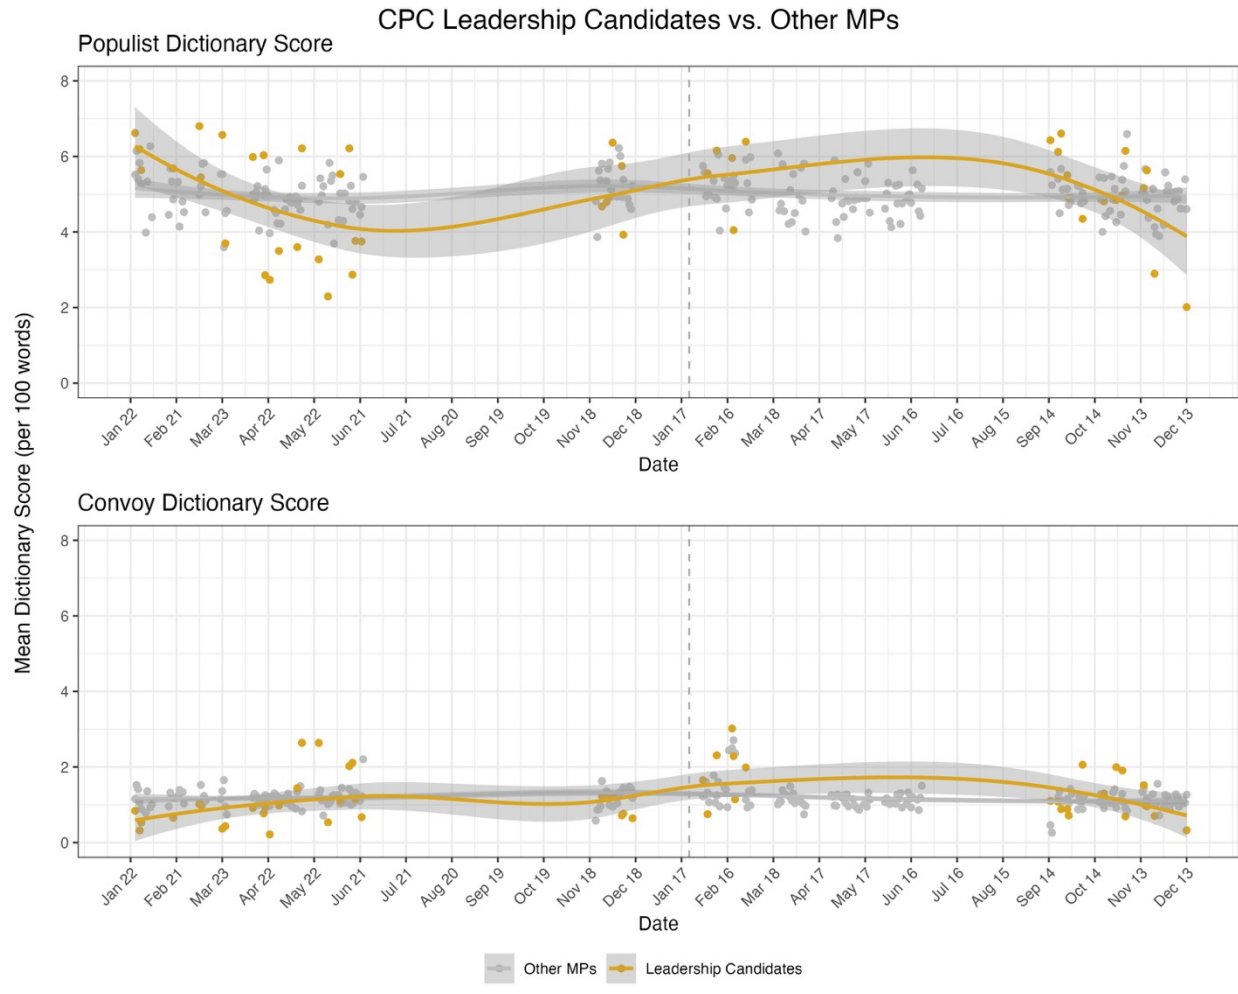 CPC Leadership Candidates vs. Other MPs
Populist Dictionary Score
8
6
4
2
0
Jan 22 Feb 21 Mar 23 Apr 22 May 22 Jun 21 Jul 21 Aug 20 Sep 19 Oct 19 Nov 18 Dec 18 Jan 17 Feb 16 Mar 18 Apr 17 May 17 Jun 16 Jul 16 Aug 15 Sep 14 Oct 14 Nov 13 Dec 13
Date
Mean Dictionary Score (per 100 words)
Convoy Dictionary Score
8
6
4
2
0
Jan 22 Feb 21 Mar 23 Apr 22 May 22 Jun 21 Jul 21 Aug 20 Sep 19 Oct 19 Nov 18 Dec 18 Jan 17 Feb 16 Mar 18 Apr 17 May 17 Jun 16 Jul 16 Aug 15 Sep 14 Oct 14 Nov 13 Dec 13
Date
Other MPs Leadership Candidates